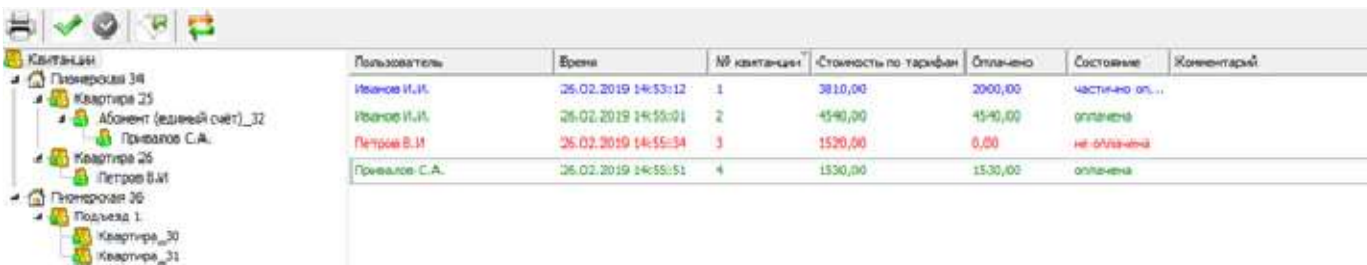 Квитанции
Пионерская 34
Квартира 25
Абонент (единый счёт)_32
Привалов С.А.
Квартира 26
Петров В.И
Пионерская 36
Подъезд 1
Квартира_30
Квартира_31
Пользователь Время № квитанции Стоимость по тарифам Оплачено Состояние Комментарий
Иванов И.И. 26.02.2019 14:53:12 1 3810,00 2000,00 частично оп,...
Иванов И.И. 26.02.2019 14:55:01 2 4540,00 4540,00 оплачена
Петров В.И 26.02.2019 14:55:34 3 1520,00 0,00 не оплачена
Привалов С.А. 26.02.2019 14:55:51 4 1530,00 1530,00 оплачена